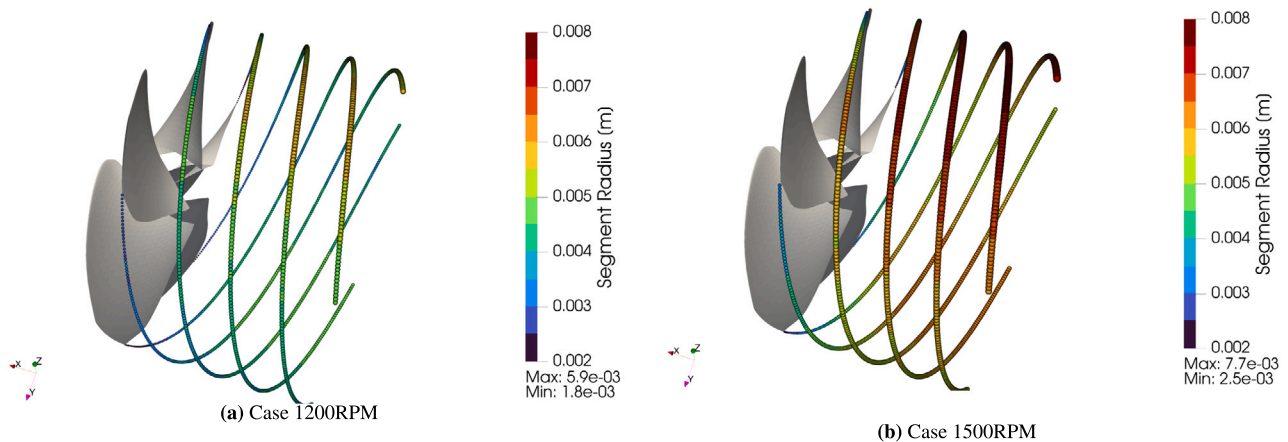 0.008
0.007
0.006
0.005
0.004
0.003
0.002
Segment Radius (m)
Max: 5.9e-03
Min: 1.8e-03
X
Z
Y
(a) Case 1200RPM
0.008
0.007
0.006
0.005
0.004
0.003
0.002
Segment Radius (m)
Max: 7.7e-03
Min: 2.5e-03
X
Z
Y
(b) Case 1500RPM